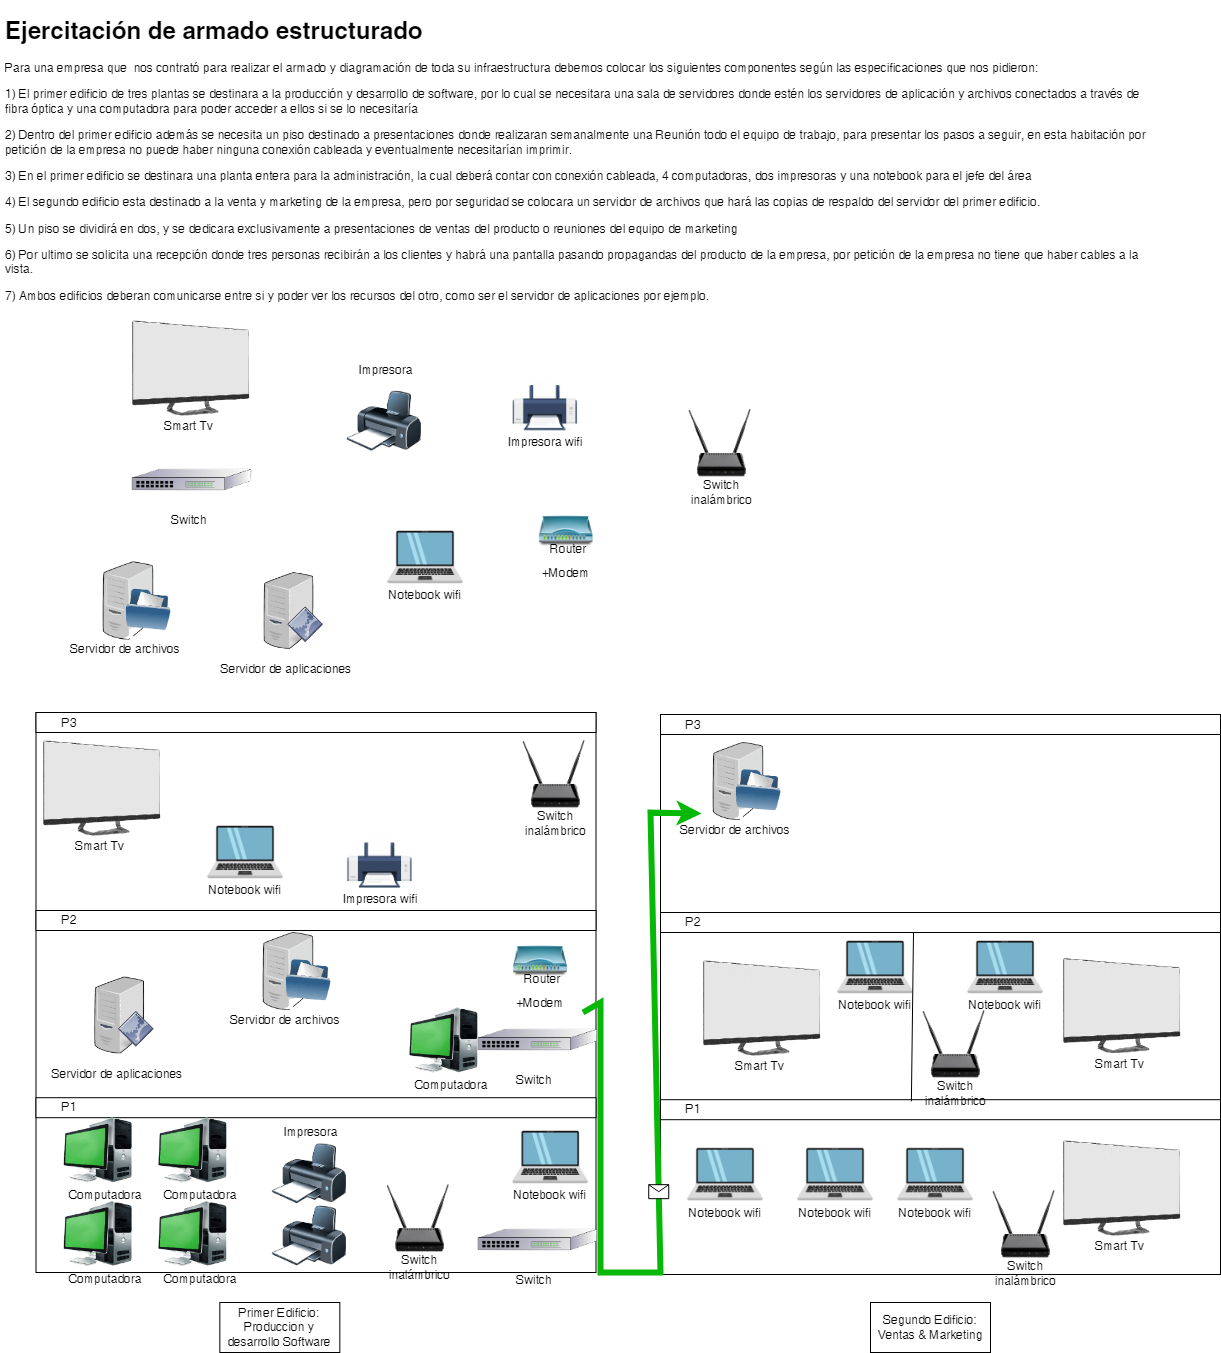 Ejercitación de armado estructurado
Para una empresa que  nos contrató para realizar el armado y diagramación de toda su infraestructura debemos colocar los siguientes componentes según las especificaciones que nos pidieron:
1) El primer edificio de tres plantas se destinara a la producción y desarrollo de software, por lo cual se necesitara una sala de servidores donde estén los servidores de aplicación y archivos conectados a través de
fibra óptica y una computadora para poder acceder a ellos si se lo necesitaría
2) Dentro del primer edificio además se necesita un piso destinado a presentaciones donde realizaran semanalmente una Reunión todo el equipo de trabajo, para presentar los pasos a seguir, en esta habitación por
petición de la empresa no puede haber ninguna conexión cableada y eventualmente necesitarían imprimir.
3) En el primer edificio se destinara una planta entera para la administración, la cual deberá contar con conexión cableada, 4 computadoras, dos impresoras y una notebook para el jefe del área
4) El segundo edificio esta destinado a la venta y marketing de la empresa, pero por seguridad se colocara un servidor de archivos que hará las copias de respaldo del servidor del primer edificio.
5) Un piso se dividirá en dos, y se dedicara exclusivamente a presentaciones de ventas del producto o reuniones del equipo de marketing
6) Por ultimo se solicita una recepción donde tres personas recibirán a los clientes y habrá una pantalla pasando propagandas del producto de la empresa, por petición de la empresa no tiene que haber cables a la
vista.
7) Ambos edificios deberan comunicarse entre si y poder ver los recursos del otro, como ser el servidor de aplicaciones por ejemplo.
Smart Tv
Impresora
Impresora wifi
Switch
inalámbrico
Switch
Notebook wifi
Router
+Modem
Servidor de archivos
Servidor de aplicaciones
P3
Smart Tv
Notebook wifi
Impresora wifi
Switch
inalámbrico
P2
Servidor de aplicaciones
Servidor de archivos
Router
+Modem
Computadora
Switch
P1
Computadora
Computadora
Impresora
Notebook wifi
Computadora
Computadora
Switch
inalámbrico
Switch
Primer Edificio:
Produccion y
desarrollo Software
P3
Servidor de archivos
P2
Smart Tv
Notebook wifi
Notebook wifi
Smart Tv
Switch
inalámbrico
P1
Notebook wifi
Notebook wifi
Notebook wifi
Smart Tv
Switch
inalámbrico
Segundo Edificio:
Ventas & Marketing